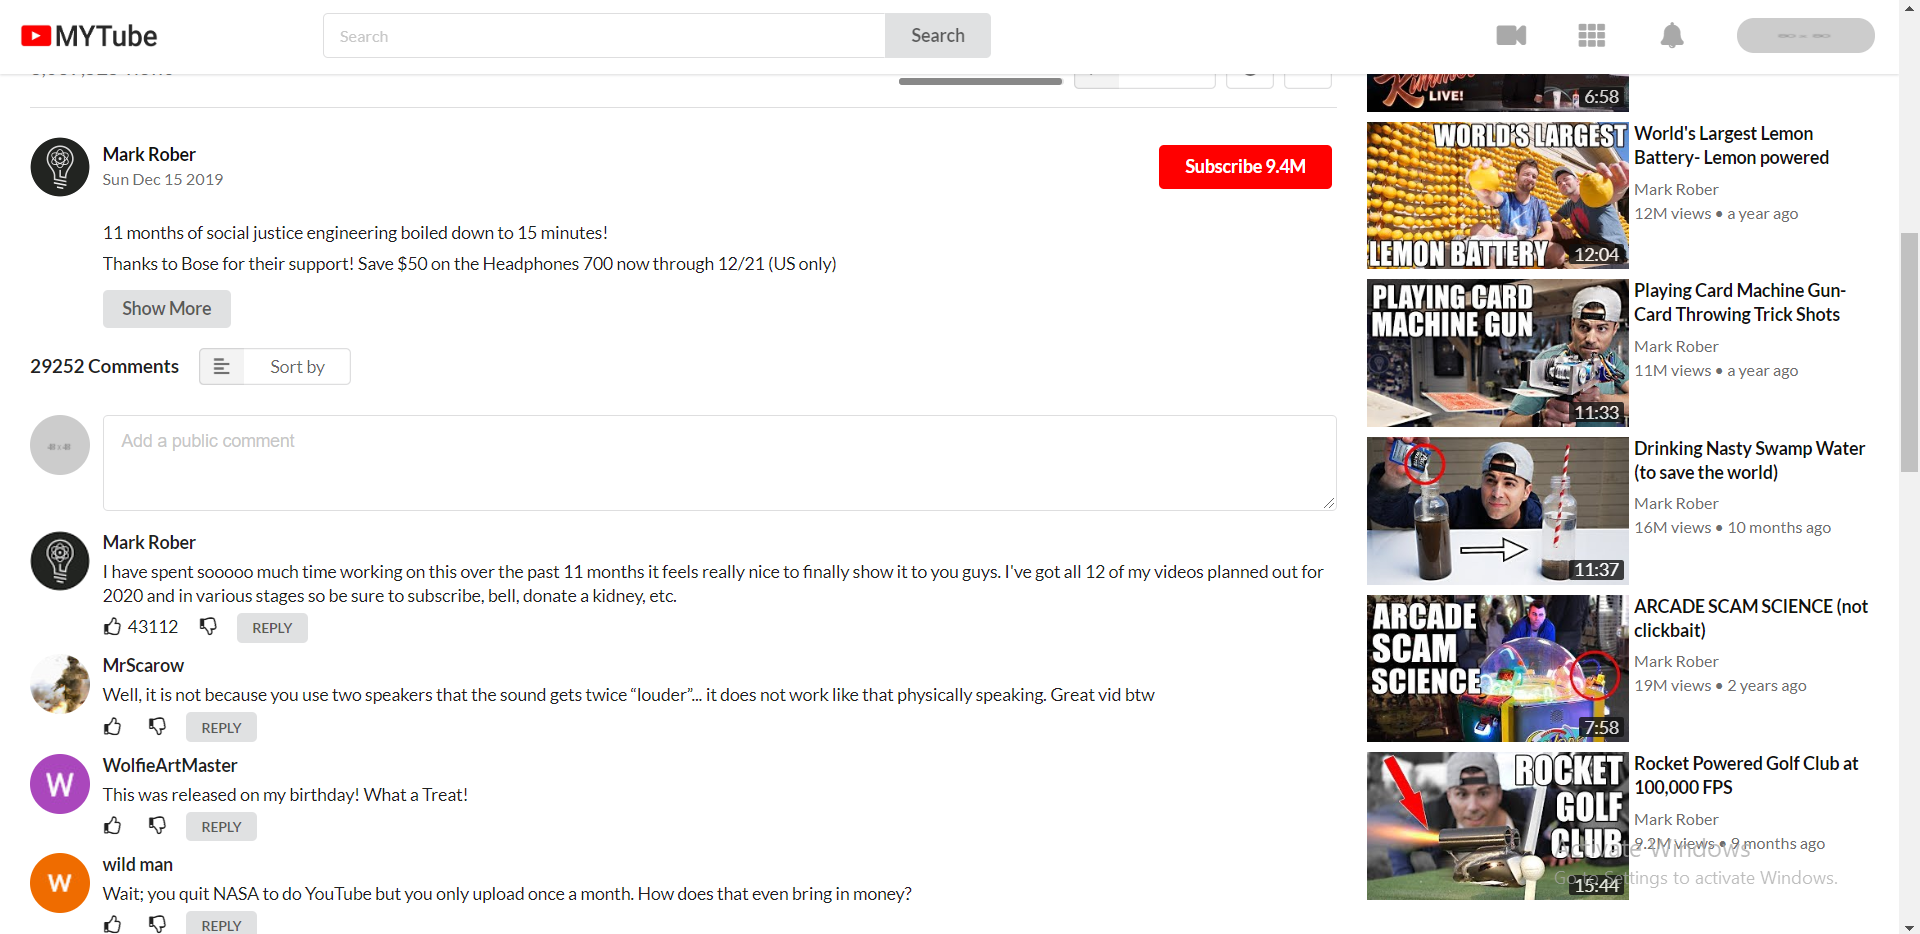 MYTube
Search
Search
Mark Rober
Sun Dec 15 2019
Subscribe 9.4M
11 months of social justice engineering boiled down to 15 minutes!
Thanks to Bose for their support! Save $50 on the Headphones 700 now through 12/21 (US only)
Show More
29252 Comments
Sort by
Add a public comment
Mark Rober
I have spent sooooo much time working on this over the past 11 months it feels really nice to finally show it to you guys. I've got all 12 of my videos planned out for
2020 and in various stages so be sure to subscribe, bell, donate a kidney, etc.
43112
REPLY
MrScarow
Well, it is not because you use two speakers that the sound gets twice “louder”... it does not work like that physically speaking. Great vid btw
REPLY
W
WolfieArtMaster
This was released on my birthday! What a Treat!
REPLY
W
wild man
Wait; you quit NASA to do YouTube but you only upload once a month. How does that even bring in money?
REPLY
LIVE!
6:58
WORLD'S LARGEST
LEMON BATTERY
12:04
World's Largest Lemon
Battery- Lemon powered
Mark Rober
12M views • a year ago
PLAYING CARD
MACHINE GUN
11:33
Playing Card Machine Gun-
Card Throwing Trick Shots
Mark Rober
11M views • a year ago
11:37
Drinking Nasty Swamp Water
(to save the world)
Mark Rober
16M views • 10 months ago
ARCADE
SCAM
SCIENCE
7:58
ARCADE SCAM SCIENCE (not
clickbait)
Mark Rober
19M views • 2 years ago
ROCKET
GOLF
CLUB
15:44
Rocket Powered Golf Club at
100,000 FPS
Mark Rober
9.2M views • 9 months ago
Activate Windows
Go to Settings to activate Windows.